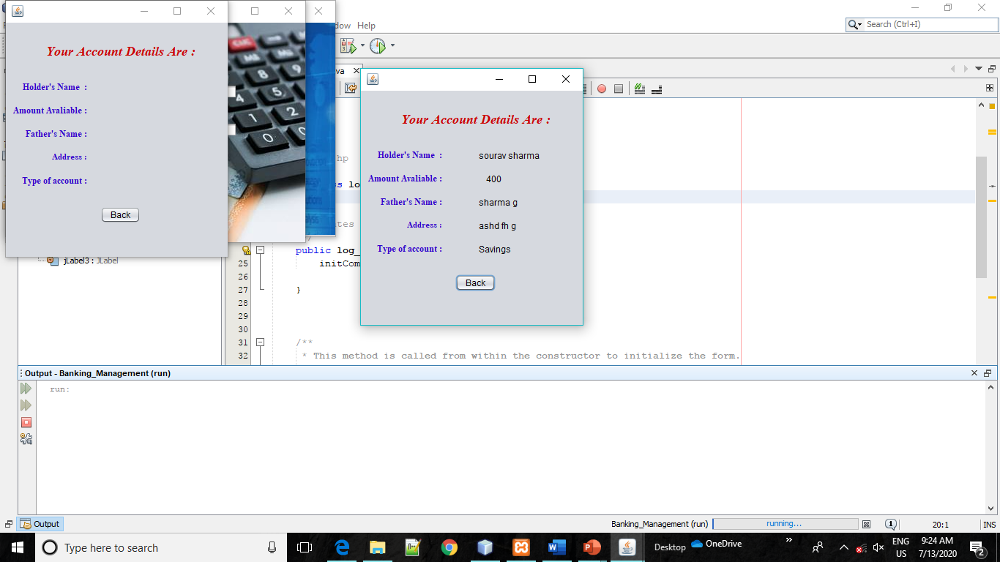 dow Help
Search (Ctrl+I)
Your Account Details Are :
Holder's Name :
Amount Avaliable :
Father's Name :
Address :
Type of account :
Back
va
Your Account Details Are :
Holder's Name : sourav sharma
Amount Avaliable : 400
Father's Name : sharma g
Address : ashd fh g
Type of account : Savings
Back
hp
ss lo
tes
public log_
25 initCom
26
27 }
28
29
30
31 /**
32 * This method is called from within the constructor to initialize the form.
jLabel3 : JLabel
Output - Banking_Management (run)
run:
Output
Banking_Management (run) running...
1
20:1 INS
Type here to search
Desktop OneDrive
ENG
US
9:24 AM
7/13/2020
2